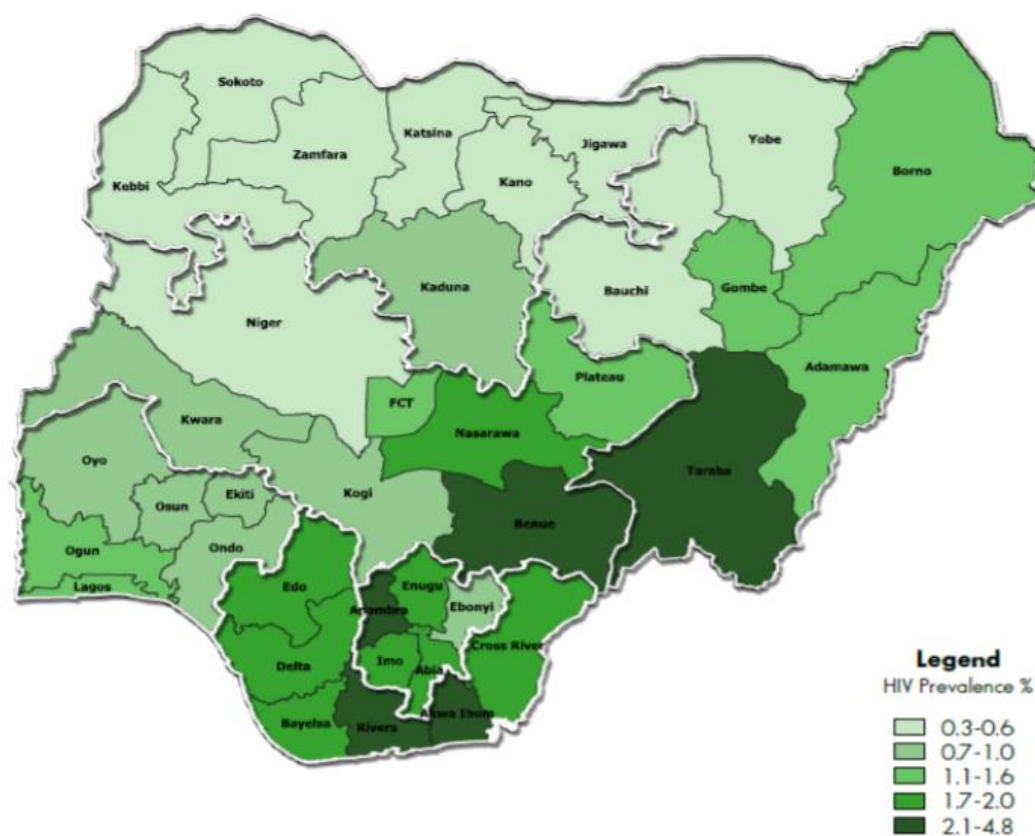 Sokoto
Katsina
Jigawa
Yobe
Zamfara
Kano
Borno
Kebbi
Kaduna
Bauchi
Gombe
Niger
Adamawa
Plateau
FCT
Kwara
Nasarawa
Oyo
Taraba
Kogi
Ekiti
Osun
Benue
Ondo
Ogun
Lagos
Edo
Enugu
Anambra
Ebonyi
Cross River
Delta
Imo
Abia
Bayelsa
Rivers
Akwa Ibom
Legend
HIV Prevalence %
0.3-0.6
0.7-1.0
1.1-1.6
1.7-2.0
2.1-4.8